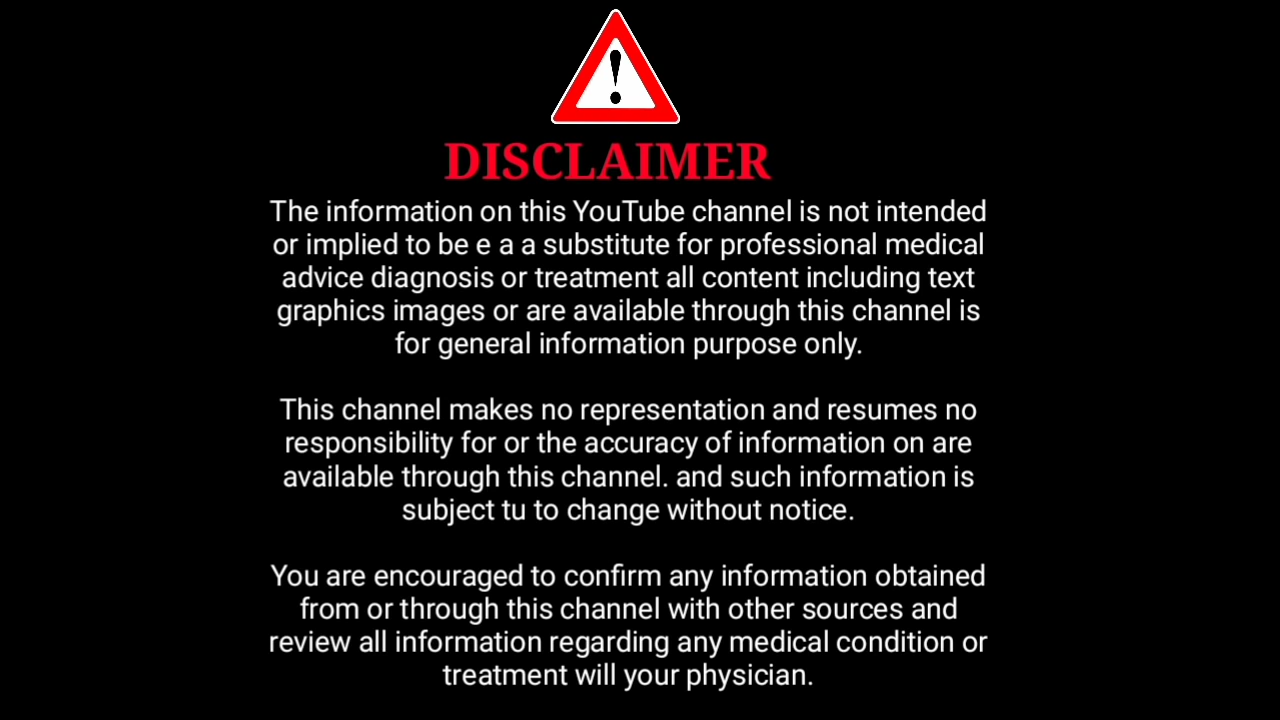 DISCLAIMER
The information on this YouTube channel is not intended
or implied to be e a a substitute for professional medical
advice diagnosis or treatment all content including text
graphics images or are available through this channel is
for general information purpose only.
This channel makes no representation and resumes no
responsibility for or the accuracy of information on are
available through this channel. and such information is
subject tu to change without notice.
You are encouraged to confirm any information obtained
from or through this channel with other sources and
review all information regarding any medical condition or
treatment will your physician.